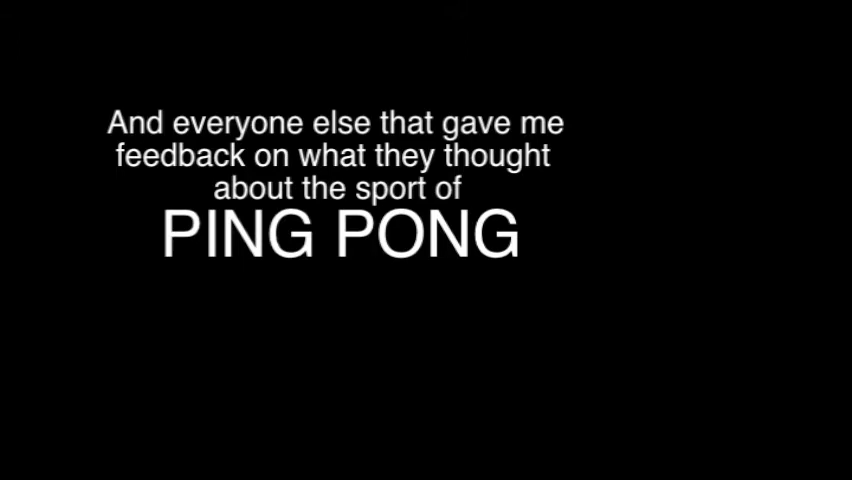 And everyone else that gave me
feedback on what they thought
about the sport of
PING PONG